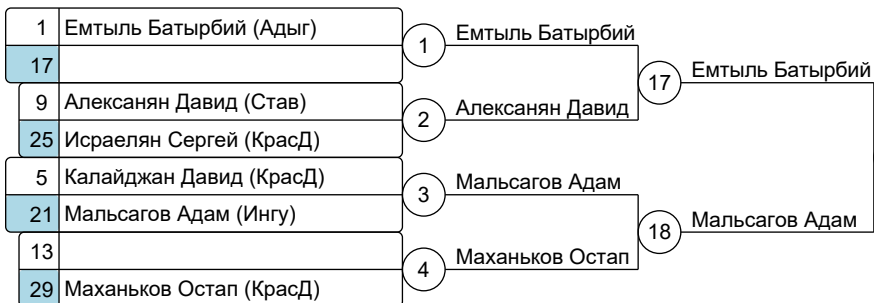 1 Емтыль Батырбий (Адыг)
17
9 Алексанян Давид (Став)
25 Исраелян Сергей (КрасД)
5 Калайджан Давид (КрасД)
21 Мальсагов Адам (Ингу)
13
29 Маханьков Остап (КрасД)
1 Емтыль Батырбий
2 Алексанян Давид
3 Мальсагов Адам
4 Маханьков Остап
17 Емтыль Батырбий
18 Мальсагов Адам